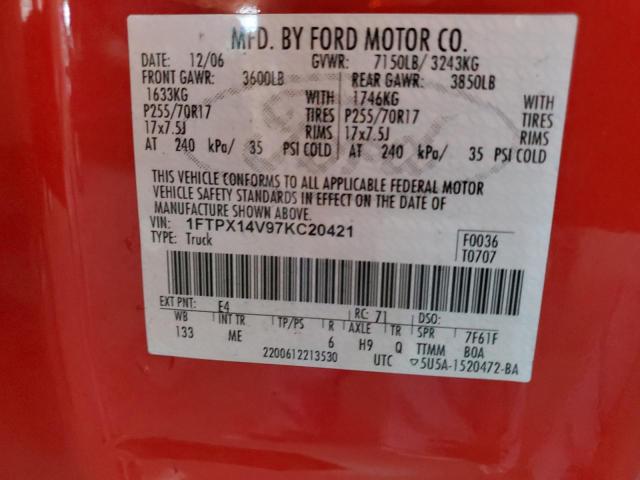 MFD. BY FORD MOTOR CO.
DATE: 12/06 GVWR: 7150LB/ 3243KG
FRONT GAWR: 3600LB REAR GAWR: 3850LB
1633KG WITH 1746KG WITH
P255/70R17 TIRES P255/70R17 TIRES
17x7.5J RIMS 17x7.5J RIMS
AT 240 kPa/ 35 PSI COLD AT 240 kPa/ 35 PSI COLD
THIS VEHICLE CONFORMS TO ALL APPLICABLE FEDERAL MOTOR
VEHICLE SAFETY STANDARDS IN EFFECT ON THE DATE OF
MANUFACTURE SHOWN ABOVE.
VIN: 1FTPX14V97KC20421
TYPE: Truck
F0036
T0707
EXT PNT: E4 RC: 71 DSO:
WB INT TR TP/PS R AXLE TR SPR 7F61F
133 ME 6 H9 Q TTMM BOA
2200612213530 UTC ▽5U5A-1520472-BA